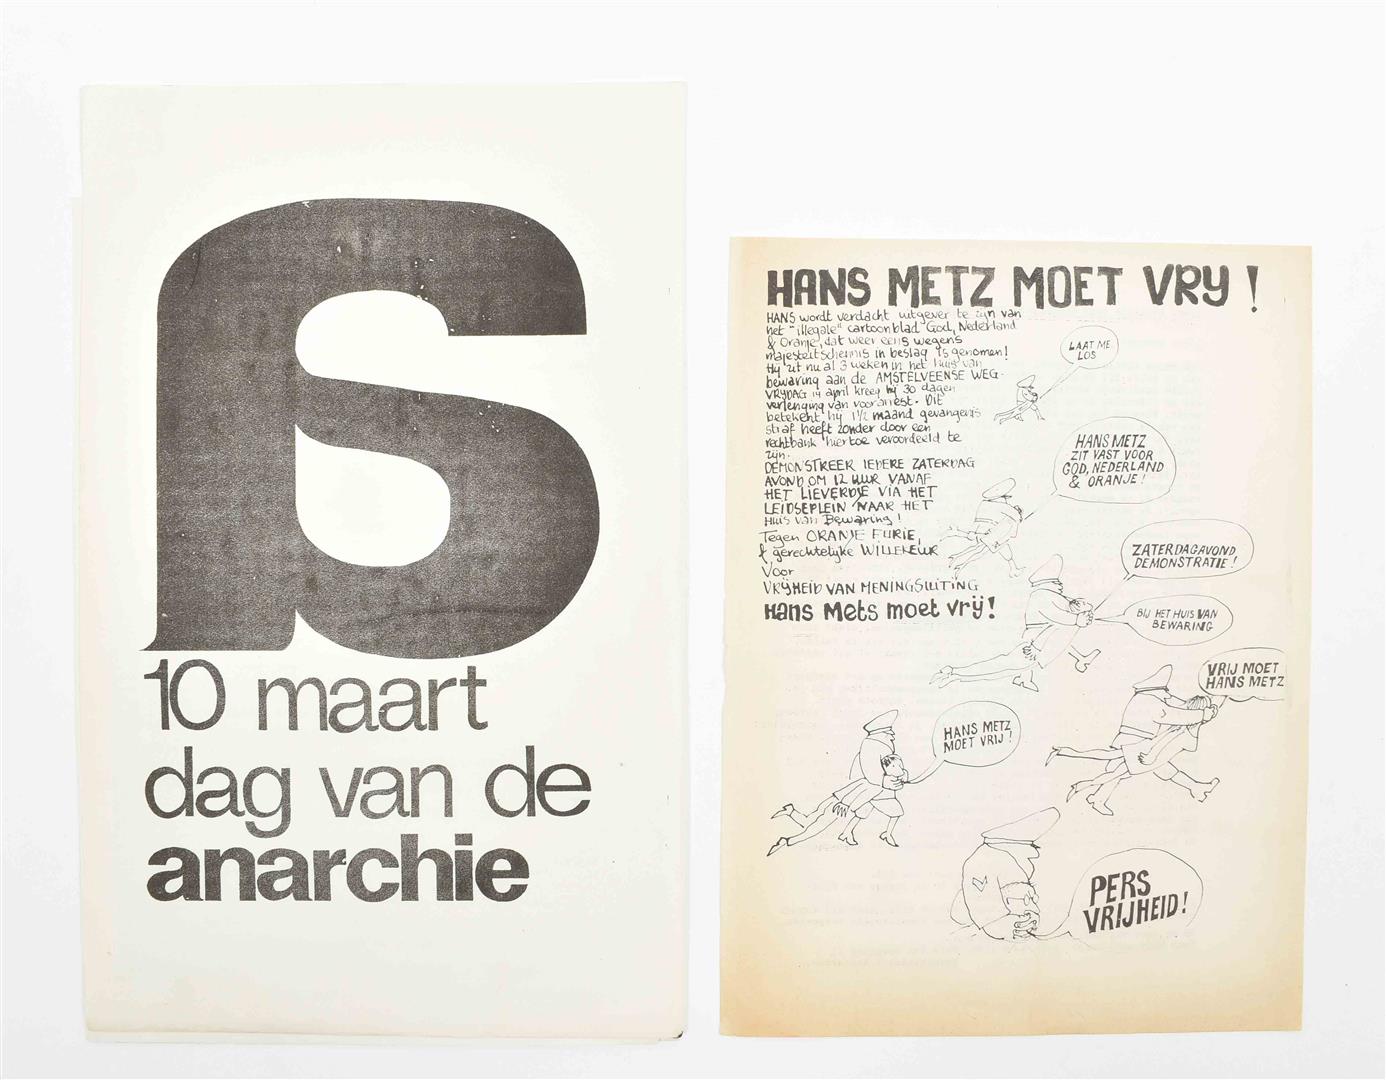 10 maart
dag van de
anarchie
HANS METZ MOET VRY !
HANS wordt verdacht uitgever te zijn van
het "illegale" cartoonblad God, Nederland
& Oranje, dat weer eens wegens
majesteitschennis in beslag is genomen!
Hij zit nu al 3 weken in het Huis van
bewaring aan de AMSTELVEENSE WEG.
VRYDAG 14 april kreeg hij 30 dagen
verlenging van voorarrest. Dit
betekent hij 1½ maand gevangenis
straf heeft zonder door een
rechtbank hiertoe veroordeeld te
zijn.
DEMONSTREER IEDERE ZATERDAG
AVOND OM 12 UUR VANAF
HET LIEVERDJE VIA HET
LEIDSEPLEIN NAAR HET
Huis van Bewaring!
Tegen ORANJE FURIE,
& gerechtelijke WILLEKEUR
Voor
VRIJHEID VAN MENINGSUITING
Hans Mets moet vrij!
LAAT ME
LOS
HANS METZ
ZIT VAST VOOR
GOD, NEDERLAND
& ORANJE!
ZATERDAGAVOND
DEMONSTRATIE!
BIJ HET HUIS VAN
BEWARING
VRIJ MOET
HANS METZ
HANS METZ
MOET VRIJ!
PERS
VRIJHEID!